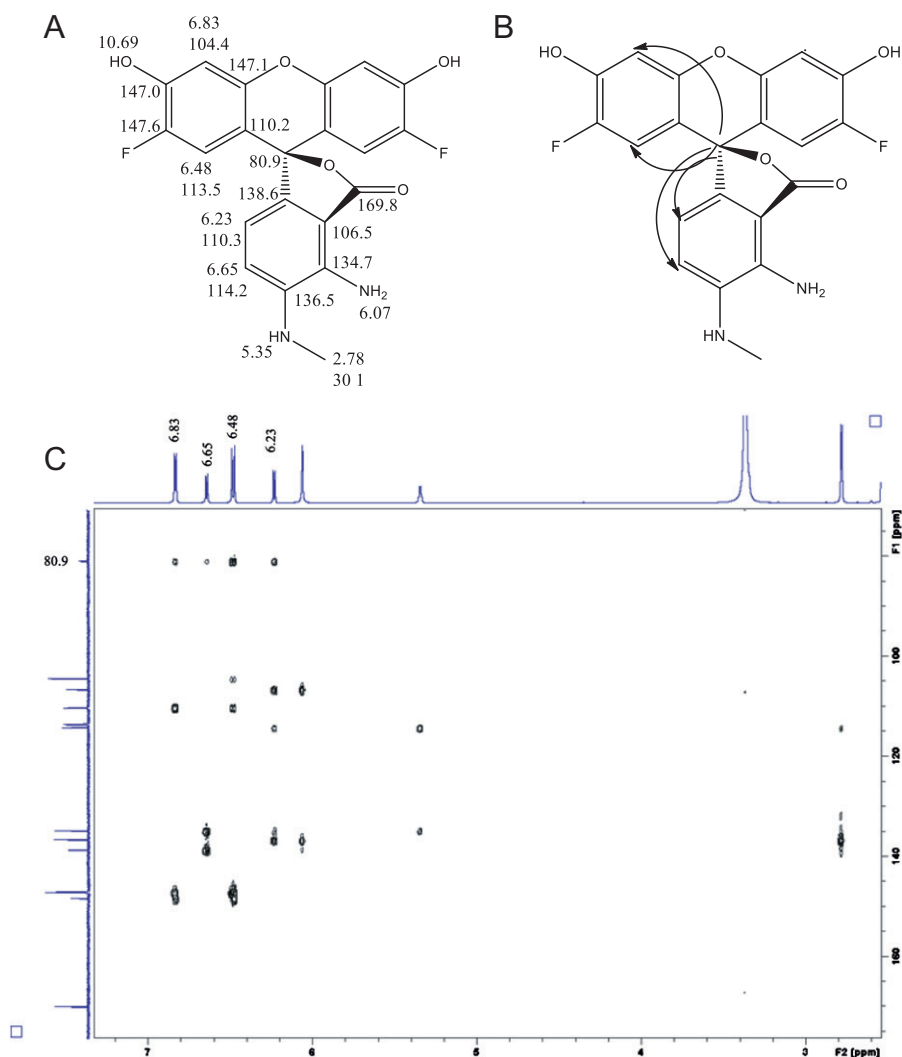 A
6.83
10.69
104.4
HO
147.1
O
OH
147.0
147.6
110.2
F
F
80.9
O
6.48
113.5
138.6
O
169.8
6.23
110.3
106.5
6.65
134.7
114.2
136.5
NH2
6.07
5.35
HN
2.78
30 1
B
HO
O
OH
F
F
O
O
NH2
HN
C
6.83
6.65
6.48
6.23
80.9
F1 [ppm]
100
120
140
160
7
6
5
4
3
F2 [ppm]